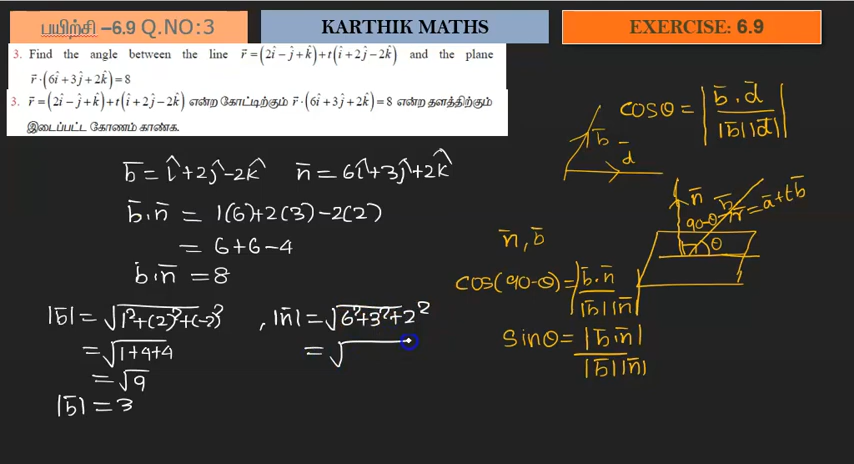 பயிற்சி –6.9 Q.NO:3
KARTHIK MATHS
EXERCISE: 6.9
3. Find the angle between the line r⃗ = (2î − ĵ + k̂) + t(î + 2ĵ − 2k̂) and the plane
r⃗ · (6î + 3ĵ + 2k̂) = 8
3. r⃗ = (2î − ĵ + k̂) + t(î + 2ĵ − 2k̂) என்ற கோட்டிற்கும் r⃗ · (6î + 3ĵ + 2k̂) = 8 என்ற தளத்திற்கும்
இடைப்பட்ட கோணம் காண்க.
b̄ = î + 2ĵ − 2k̂ n̄ = 6î + 3ĵ + 2k̂
b̄.n̄ = 1(6)+2(3)−2(2)
= 6+6−4
b̄.n̄ = 8
|b̄| = √(1²+(2)²+(−2)²) , |n̄| = √(6²+3²+2²)
= √(1+4+4) = √
= √9
|b̄| = 3
cosθ = |b̄.d̄ / |b̄||d̄||
b̄
d̄
n̄
r̄ = ā + tb̄
90-θ
θ
n̄, b̄
cos(90-θ) = |b̄.n̄ / |b̄||n̄||
sinθ = |b̄.n̄| / |b̄||n̄|